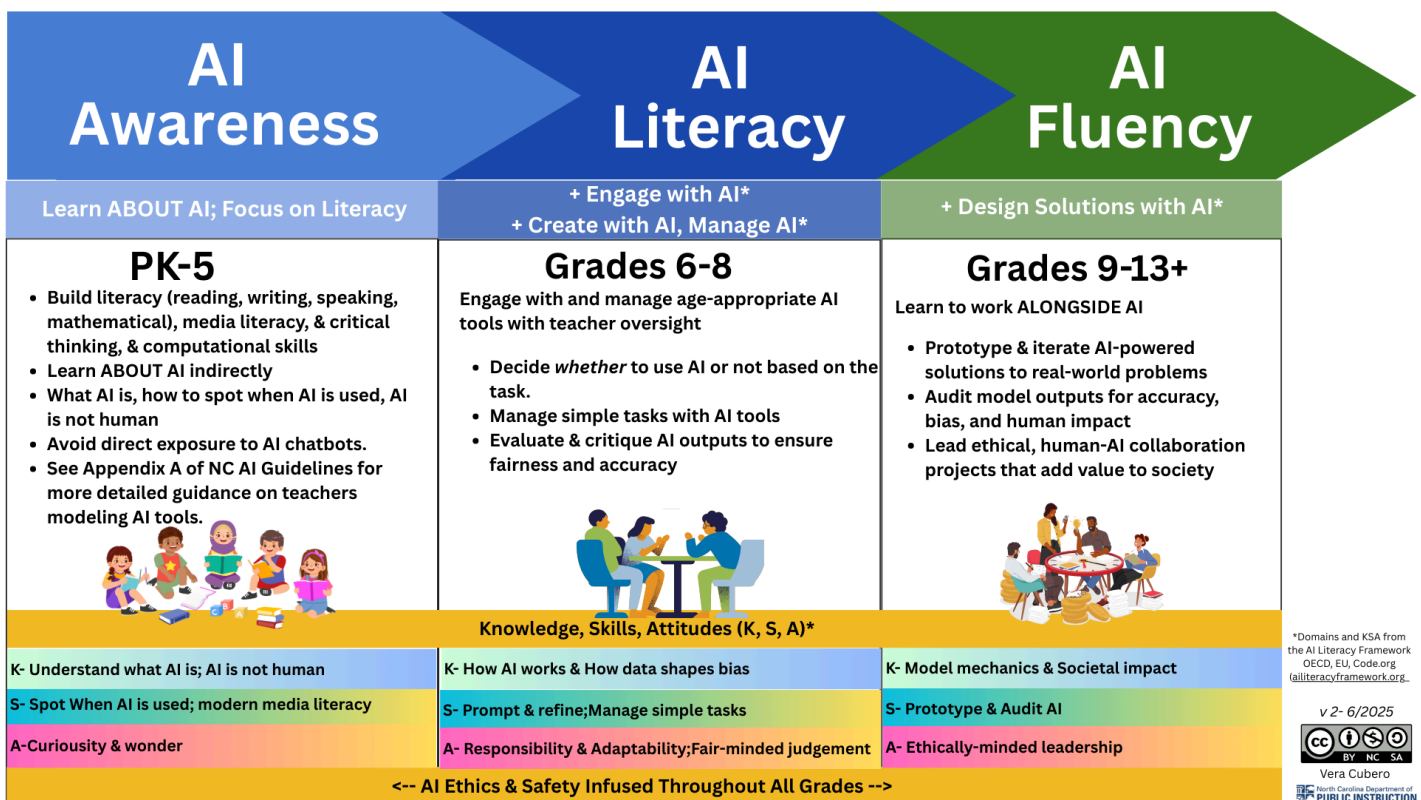 AI
Awareness
AI
Literacy
AI
Fluency
Learn ABOUT AI; Focus on Literacy
+ Engage with AI*
+ Create with AI, Manage AI*
+ Design Solutions with AI*
PK-5
• Build literacy (reading, writing, speaking,
mathematical), media literacy, & critical
thinking, & computational skills
• Learn ABOUT AI indirectly
• What AI is, how to spot when AI is used, AI
is not human
• Avoid direct exposure to AI chatbots.
• See Appendix A of NC AI Guidelines for
more detailed guidance on teachers
modeling AI tools.
Grades 6-8
Engage with and manage age-appropriate AI
tools with teacher oversight
• Decide whether to use AI or not based on the
task.
• Manage simple tasks with AI tools
• Evaluate & critique AI outputs to ensure
fairness and accuracy
Grades 9-13+
Learn to work ALONGSIDE AI
• Prototype & iterate AI-powered
solutions to real-world problems
• Audit model outputs for accuracy,
bias, and human impact
• Lead ethical, human-AI collaboration
projects that add value to society
Knowledge, Skills, Attitudes (K, S, A)*
K- Understand what AI is; AI is not human
S- Spot When AI is used; modern media literacy
A-Curiousity & wonder
K- How AI works & How data shapes bias
S- Prompt & refine;Manage simple tasks
A- Responsibility & Adaptability;Fair-minded judgement
K- Model mechanics & Societal impact
S- Prototype & Audit AI
A- Ethically-minded leadership
<-- AI Ethics & Safety Infused Throughout All Grades -->
*Domains and KSA from
the AI Literacy Framework
OECD, EU, Code.org
(ailiteracyframework.org
v 2- 6/2025
cc
BY NC SA
Vera Cubero
North Carolina Department of
PUBLIC INSTRUCTION